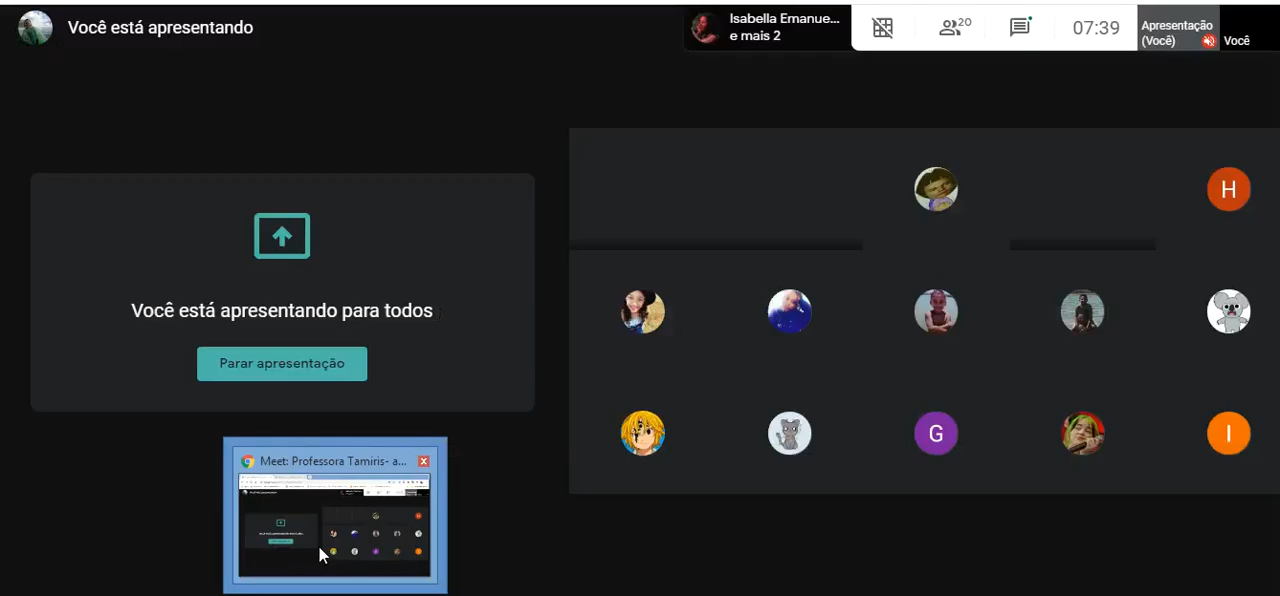 Você está apresentando
Isabella Emanue...
e mais 2
20
07:39
Apresentação
(Você)
Você
H
Você está apresentando para todos
Parar apresentação
G
I
Meet: Professora Tamiris- a...